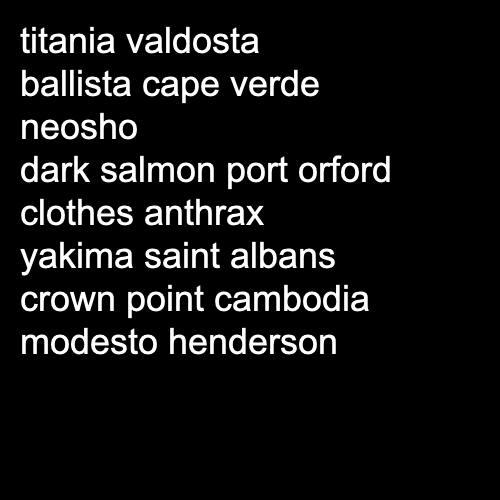 titania valdosta
ballista cape verde
neosho
dark salmon port orford
clothes anthrax
yakima saint albans
crown point cambodia
modesto henderson